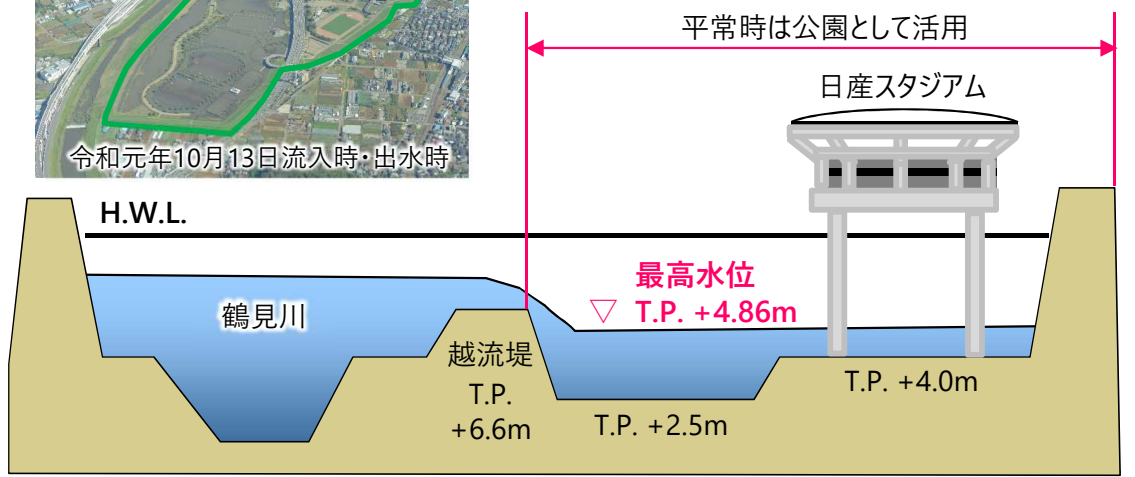 平常時は公園として活用
日産スタジアム
令和元年10月13日流入時・出水時
H.W.L.
最高水位
▽ T.P. +4.86m
鶴見川
越流堤
T.P.
+6.6m
T.P. +2.5m
T.P. +4.0m